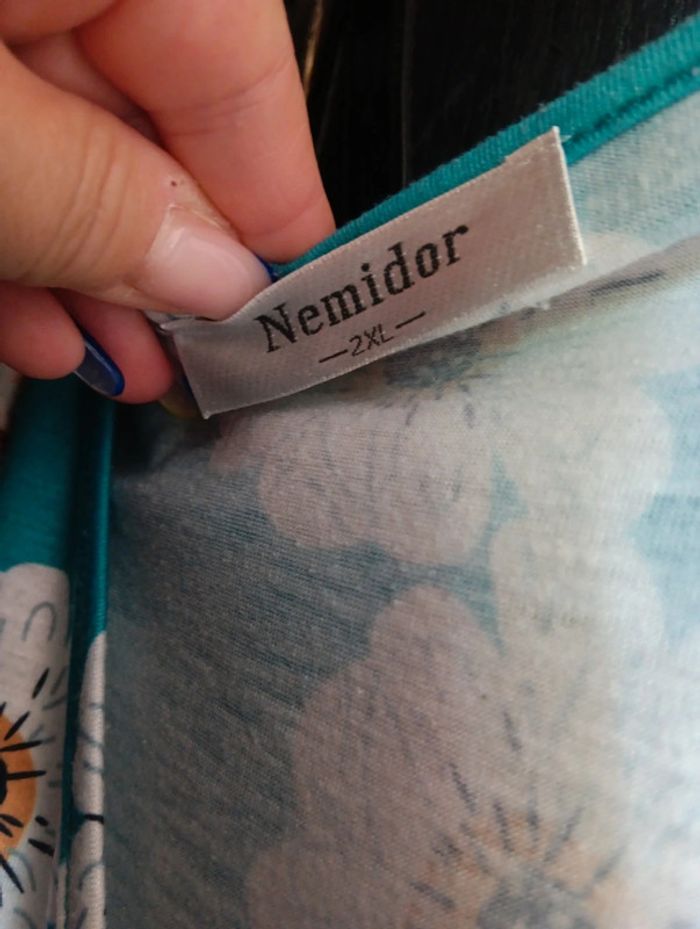 Nemidor
—2XL—